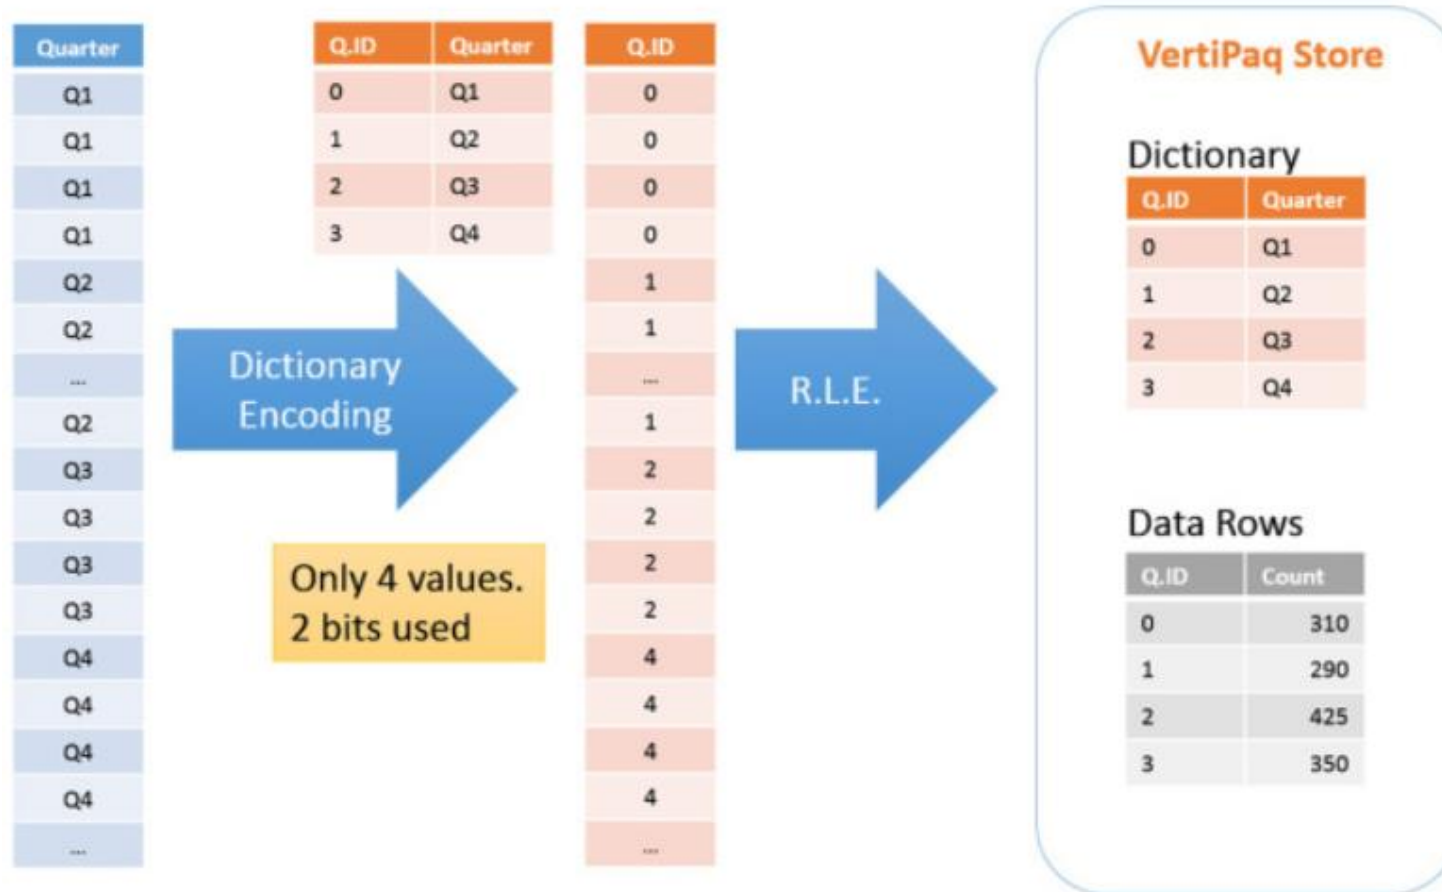 Quarter
Q1
Q1
Q1
Q1
Q2
Q2
...
Q2
Q3
Q3
Q3
Q3
Q4
Q4
Q4
Q4
...
Q.ID Quarter
0 Q1
1 Q2
2 Q3
3 Q4
Dictionary
Encoding
Only 4 values.
2 bits used
Q.ID
0
0
0
0
1
1
...
1
2
2
2
2
4
4
4
4
...
R.L.E.
VertiPaq Store
Dictionary
Q.ID Quarter
0 Q1
1 Q2
2 Q3
3 Q4
Data Rows
Q.ID Count
0 310
1 290
2 425
3 350